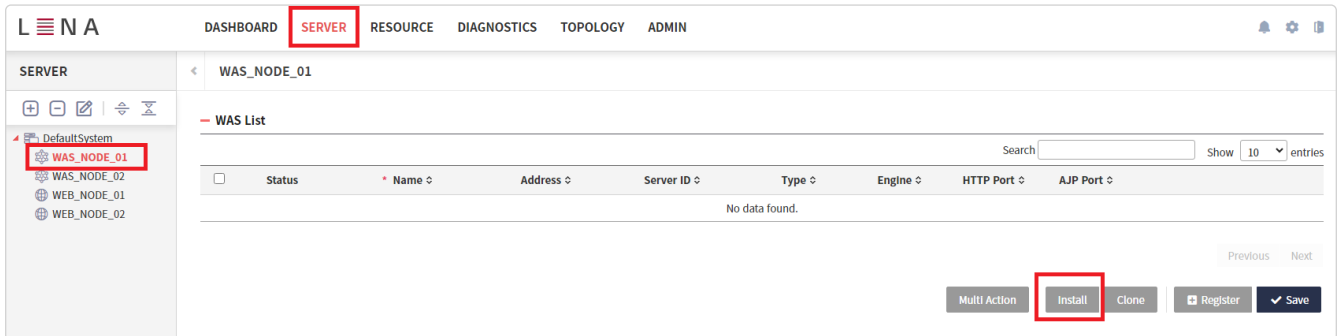 LENA DASHBOARD SERVER RESOURCE DIAGNOSTICS TOPOLOGY ADMIN
SERVER WAS_NODE_01
WAS List
DefaultSystem
WAS_NODE_01
WAS_NODE_02
WEB_NODE_01
WEB_NODE_02
Search Show 10 entries
Status * Name Address Server ID Type Engine HTTP Port AJP Port
No data found.
Previous Next
Multi Action Install Clone Register Save